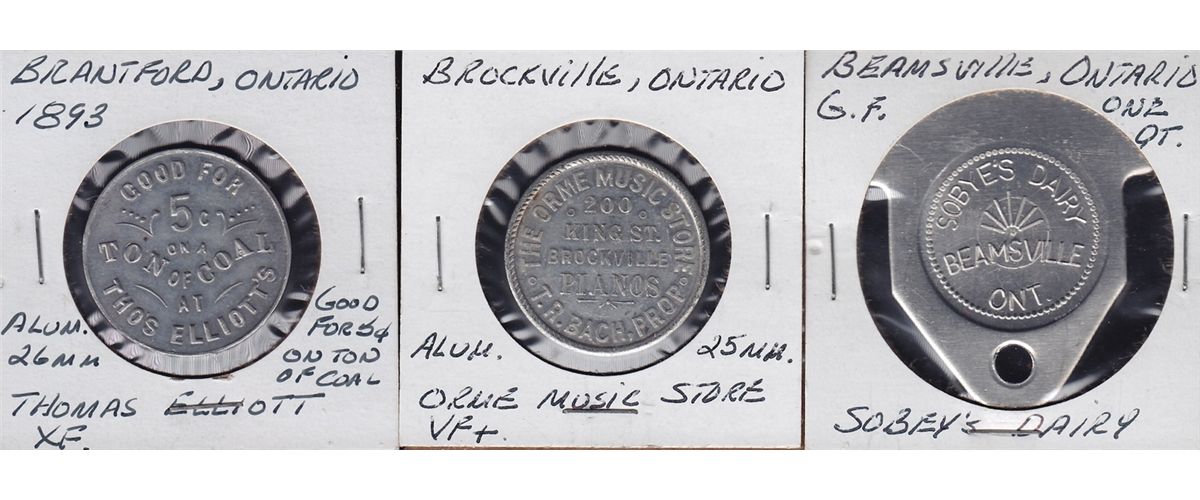 BRANTFORD, ONTARIO
1893
GOOD FOR
5¢
ON A
TON OF COAL
AT
THOS ELLIOTT'S
ALUM.
26MM
GOOD
FOR 5¢
ON TON
OF COAL
THOMAS ELLIOTT
XF.
BROCKVILLE, ONTARIO
THE ORME MUSIC STORE
200
KING ST.
BROCKVILLE
PIANOS
T.R.BACH.PROP.
ALUM.
25MM.
ORME MUSIC STORE
VF+.
BEAMSVILLE, ONTARIO
G.F.
ONE
QT.
SOBYE'S DAIRY
BEAMSVILLE
ONT.
SOBEY'S DAIRY